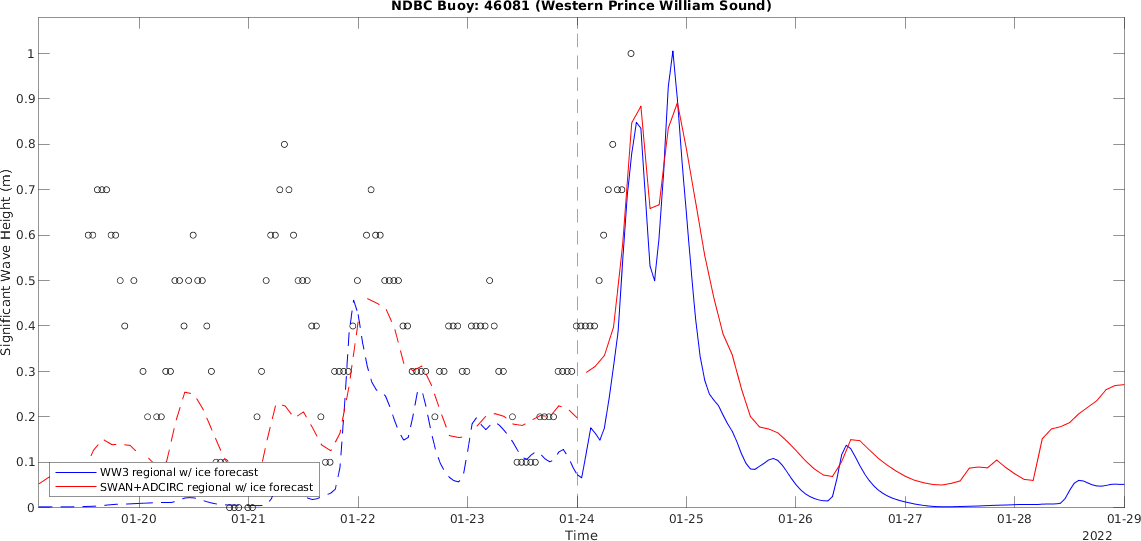 NDBC Buoy: 46081 (Western Prince William Sound)
Significant Wave Height (m)
1
0.9
0.8
0.7
0.6
0.5
0.4
0.3
0.2
0.1
0
WW3 regional w/ ice forecast
SWAN+ADCIRC regional w/ ice forecast
01-20 01-21 01-22 01-23 01-24 01-25 01-26 01-27 01-28 01-29
Time
2022